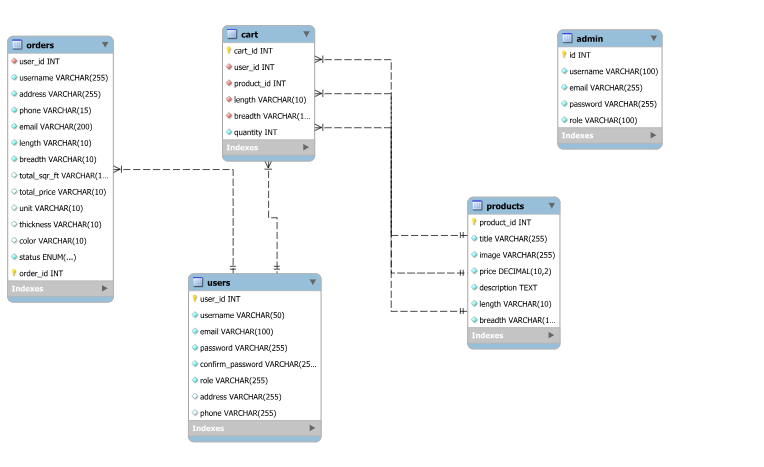 orders
user_id INT
username VARCHAR(255)
address VARCHAR(255)
phone VARCHAR(15)
email VARCHAR(200)
length VARCHAR(10)
breadth VARCHAR(10)
total_sqr_ft VARCHAR(1...
total_price VARCHAR(10)
unit VARCHAR(10)
thickness VARCHAR(10)
color VARCHAR(10)
status ENUM(...)
order_id INT
Indexes
cart
cart_id INT
user_id INT
product_id INT
length VARCHAR(10)
breadth VARCHAR(1...
quantity INT
Indexes
admin
id INT
username VARCHAR(100)
email VARCHAR(255)
password VARCHAR(255)
role VARCHAR(100)
Indexes
products
product_id INT
title VARCHAR(255)
image VARCHAR(255)
price DECIMAL(10,2)
description TEXT
length VARCHAR(10)
breadth VARCHAR(1...
Indexes
users
user_id INT
username VARCHAR(50)
email VARCHAR(100)
password VARCHAR(255)
confirm_password VARCHAR(25...
role VARCHAR(255)
address VARCHAR(255)
phone VARCHAR(255)
Indexes